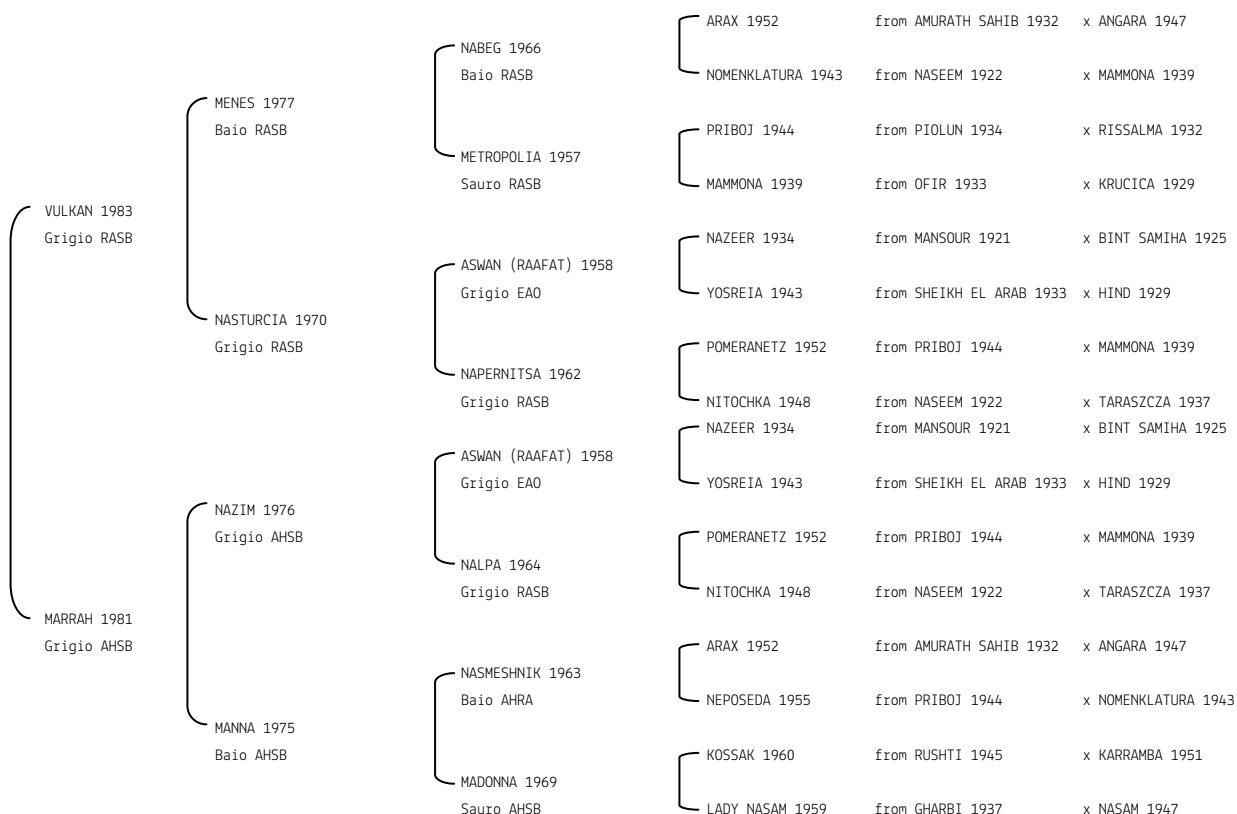 ARAX 1952 from AMURATH SAHIB 1932 x ANGARA 1947
NABEG 1966
Baio RASB
NOMENKLATURA 1943 from NASEEM 1922 x MAMMONA 1939
MENES 1977
Baio RASB
PRIBOJ 1944 from PIOLUN 1934 x RISSALMA 1932
METROPOLIA 1957
Sauro RASB
MAMMONA 1939 from OFIR 1933 x KRUCICA 1929
VULKAN 1983
Grigio RASB
NAZEER 1934 from MANSOUR 1921 x BINT SAMIHA 1925
ASWAN (RAAFAT) 1958
Grigio EAO
YOSREIA 1943 from SHEIKH EL ARAB 1933 x HIND 1929
NASTURCIA 1970
Grigio RASB
POMERANETZ 1952 from PRIBOJ 1944 x MAMMONA 1939
NAPERNITSA 1962
Grigio RASB
NITOCHKA 1948 from NASEEM 1922 x TARASZCZA 1937
NAZEER 1934 from MANSOUR 1921 x BINT SAMIHA 1925
ASWAN (RAAFAT) 1958
Grigio EAO
YOSREIA 1943 from SHEIKH EL ARAB 1933 x HIND 1929
NAZIM 1976
Grigio AHSB
POMERANETZ 1952 from PRIBOJ 1944 x MAMMONA 1939
NALPA 1964
Grigio RASB
NITOCHKA 1948 from NASEEM 1922 x TARASZCZA 1937
MARRAH 1981
Grigio AHSB
ARAX 1952 from AMURATH SAHIB 1932 x ANGARA 1947
NASMESHNIK 1963
Baio AHRA
NEPOSEDA 1955 from PRIBOJ 1944 x NOMENKLATURA 1943
MANNA 1975
Baio AHSB
KOSSAK 1960 from RUSHTI 1945 x KARRAMBA 1951
MADONNA 1969
Sauro AHSB
LADY NASAM 1959 from GHARBI 1937 x NASAM 1947